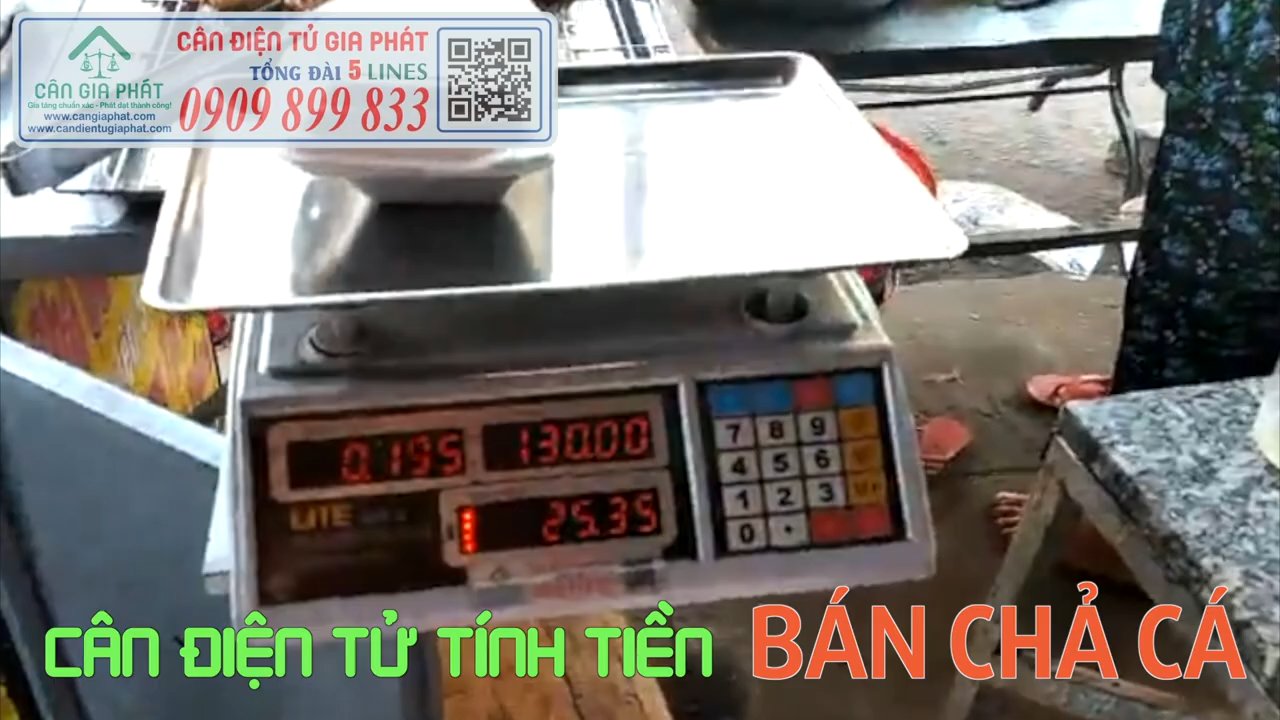 CÂN GIA PHÁT
Gia tăng chuẩn xác - Phát đạt thành công!
www.cangiaphat.com
www.candientugiaphat.com
CÂN ĐIỆN TỬ GIA PHÁT
TỔNG ĐÀI 5 LINES
0909 899 833
0.195
130.00
LITE
25.35
7 8 9
4 5 6
1 2 3 M+
0
CÂN ĐIỆN TỬ TÍNH TIỀN
BÁN CHẢ CÁ